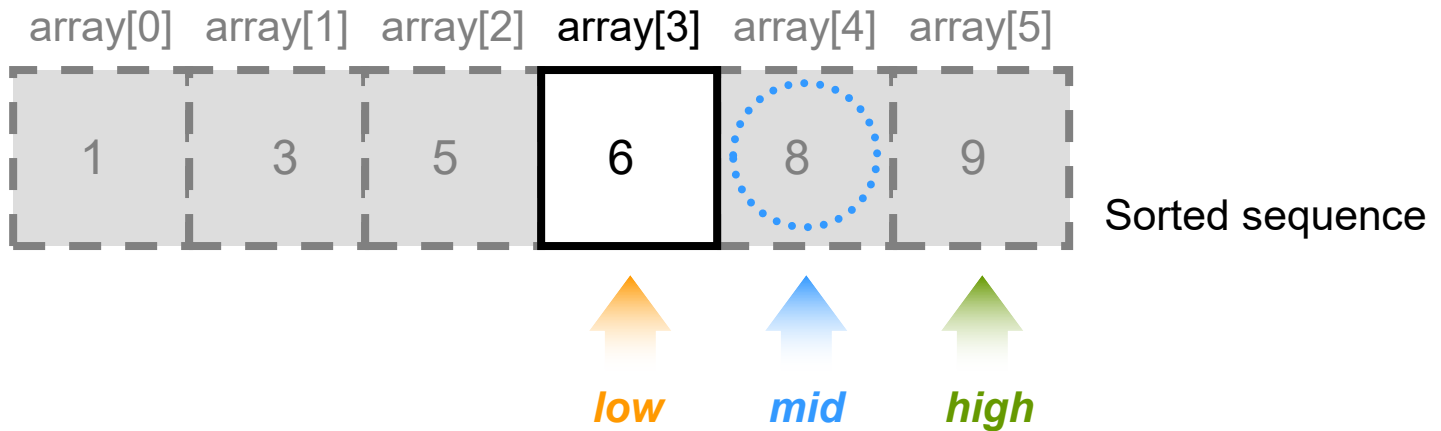 array[0] array[1] array[2] array[3] array[4] array[5]
1 3 5 6 8 9
Sorted sequence
low mid high